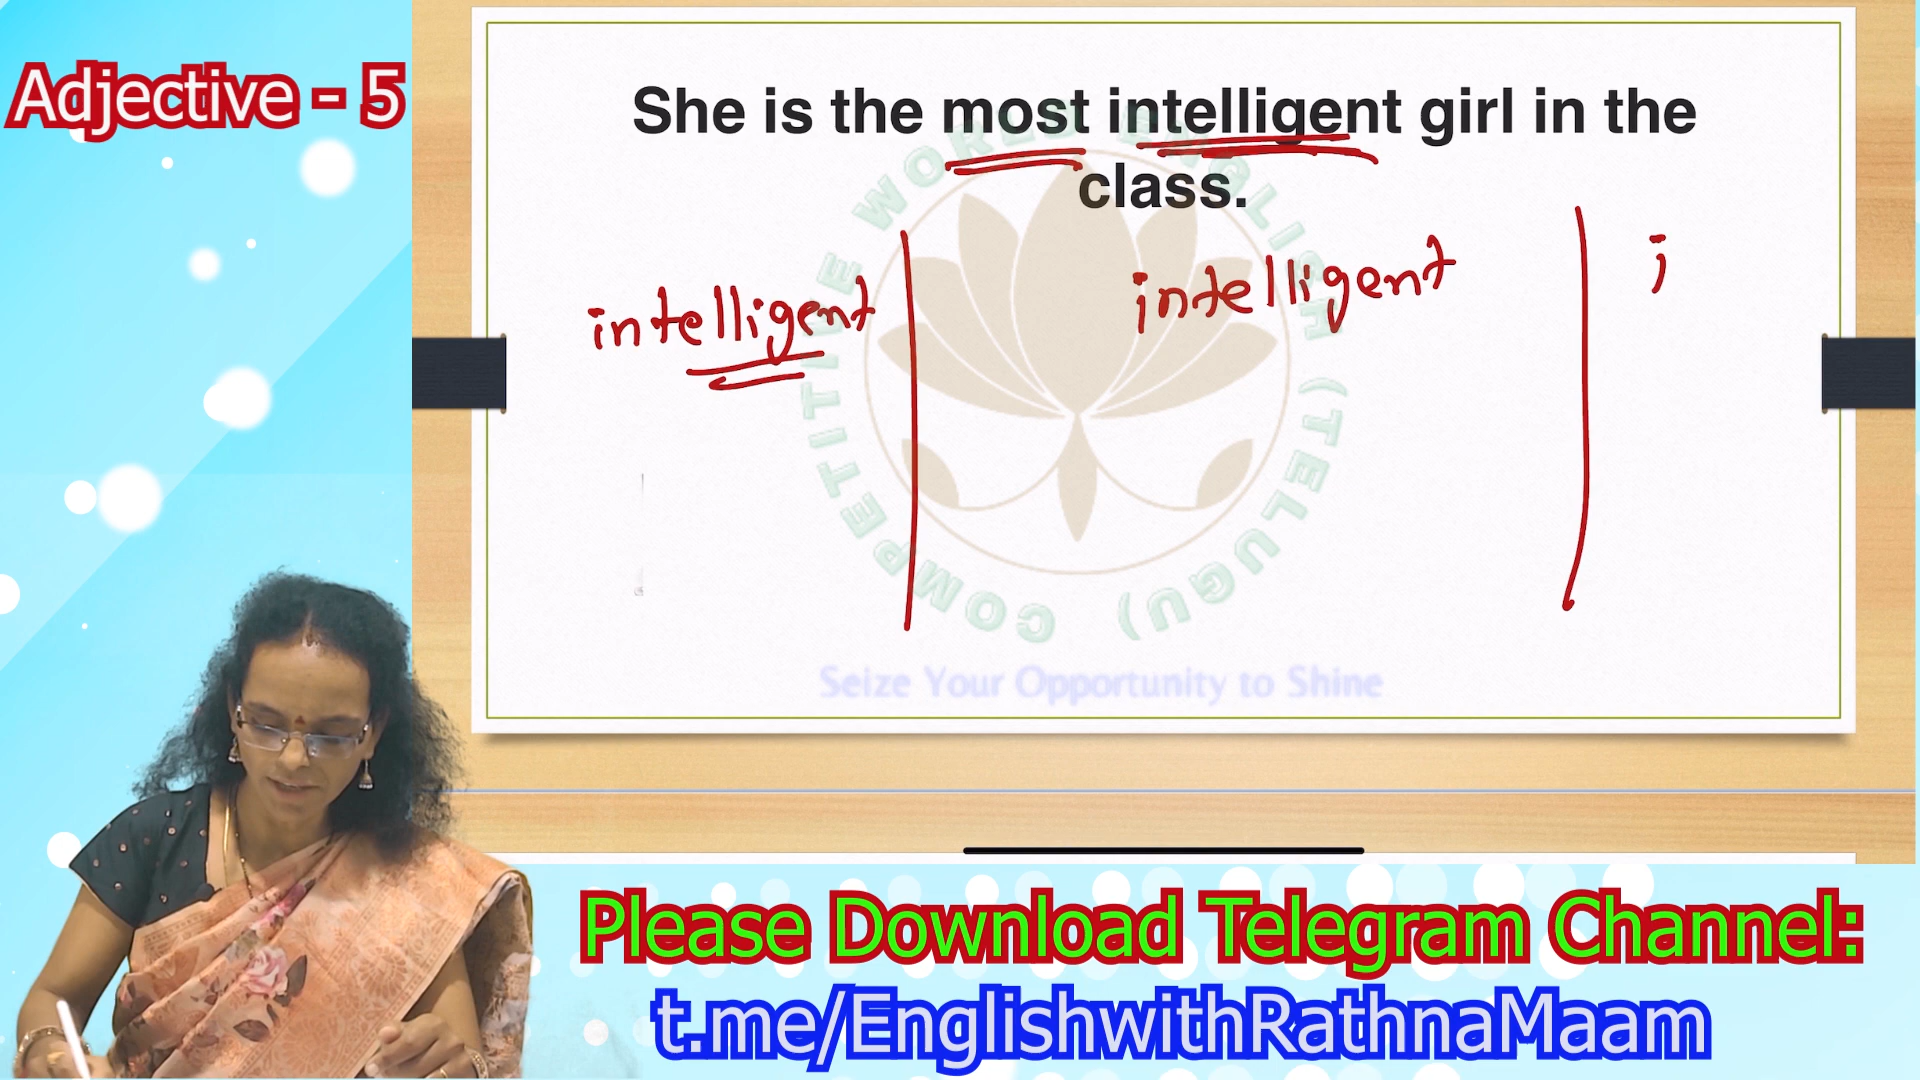 Adjective - 5
She is the most intelligent girl in the
class.
intelligent
intelligent
i
COMPETITIVE WORLD ENGLISH (TELUGU)
Seize Your Opportunity to Shine
Please Download Telegram Channel:
t.me/EnglishwithRathnaMaam